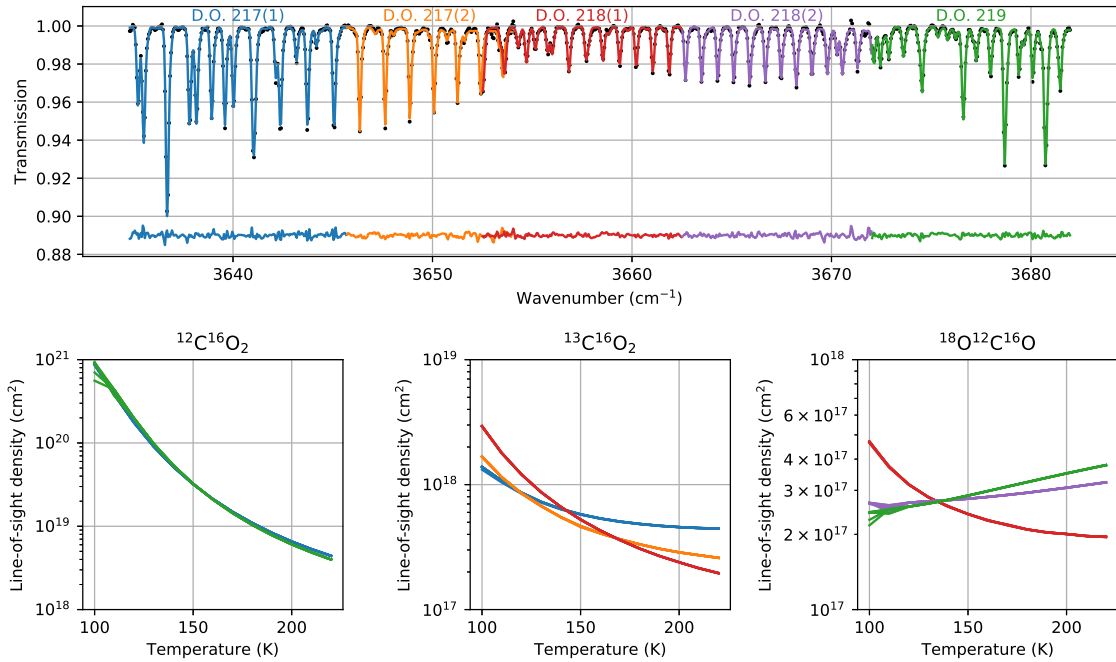 D.O. 217(1) D.O. 217(2) D.O. 218(1) D.O. 218(2) D.O. 219
Transmission
1.00
0.98
0.96
0.94
0.92
0.90
0.88
3640 3650 3660 3670 3680
Wavenumber (cm⁻¹)
¹²C¹⁶O₂
Line-of-sight density (cm²)
10²¹
10²⁰
10¹⁹
10¹⁸
100 150 200
Temperature (K)
¹³C¹⁶O₂
Line-of-sight density (cm²)
10¹⁹
10¹⁸
10¹⁷
100 150 200
Temperature (K)
¹⁸O¹²C¹⁶O
Line-of-sight density (cm²)
10¹⁸
6 × 10¹⁷
4 × 10¹⁷
3 × 10¹⁷
2 × 10¹⁷
10¹⁷
100 150 200
Temperature (K)